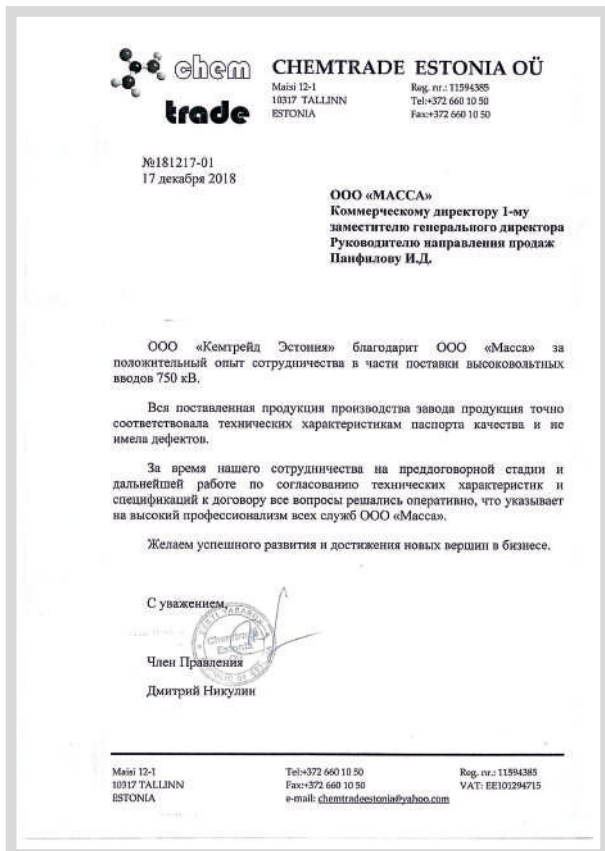 chem
trade
CHEMTRADE ESTONIA OÜ
Maisi 12-1
10317 TALLINN
ESTONIA
Reg. nr.: 11594385
Tel:+372 660 10 50
Fax:+372 660 10 50
№181217-01
17 декабря 2018
ООО «МАССА»
Коммерческому директору 1-му
заместителю генерального директора
Руководителю направления продаж
Панфилову И.Д.
ООО «Кемтрейд Эстония» благодарит ООО «Масса» за
положительный опыт сотрудничества в части поставки высоковольтных
вводов 750 кВ.
Вся поставленная продукция производства завода продукция точно
соответствовала технических характеристикам паспорта качества и не
имела дефектов.
За время нашего сотрудничества на преддоговорной стадии и
дальнейшей работе по согласованию технических характеристик и
спецификаций к договору все вопросы решались оперативно, что указывает
на высокий профессионализм всех служб ООО «Масса».
Желаем успешного развития и достижения новых вершин в бизнесе.
С уважением,
Chemtrade
Estonia
OÜ
Член Правления
Дмитрий Никулин
Maisi 12-1
10317 TALLINN
ESTONIA
Tel:+372 660 10 50
Fax:+372 660 10 50
e-mail: chemtradeestonia@yahoo.com
Reg. nr.: 11594385
VAT: EE101294715